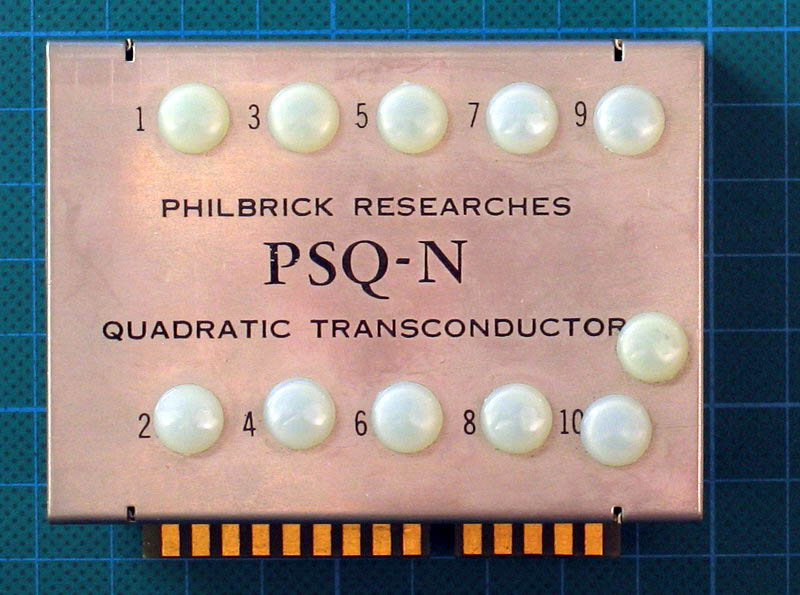 1 3 5 7 9
PHILBRICK RESEARCHES
PSQ-N
QUADRATIC TRANSCONDUCTOR
2 4 6 8 10